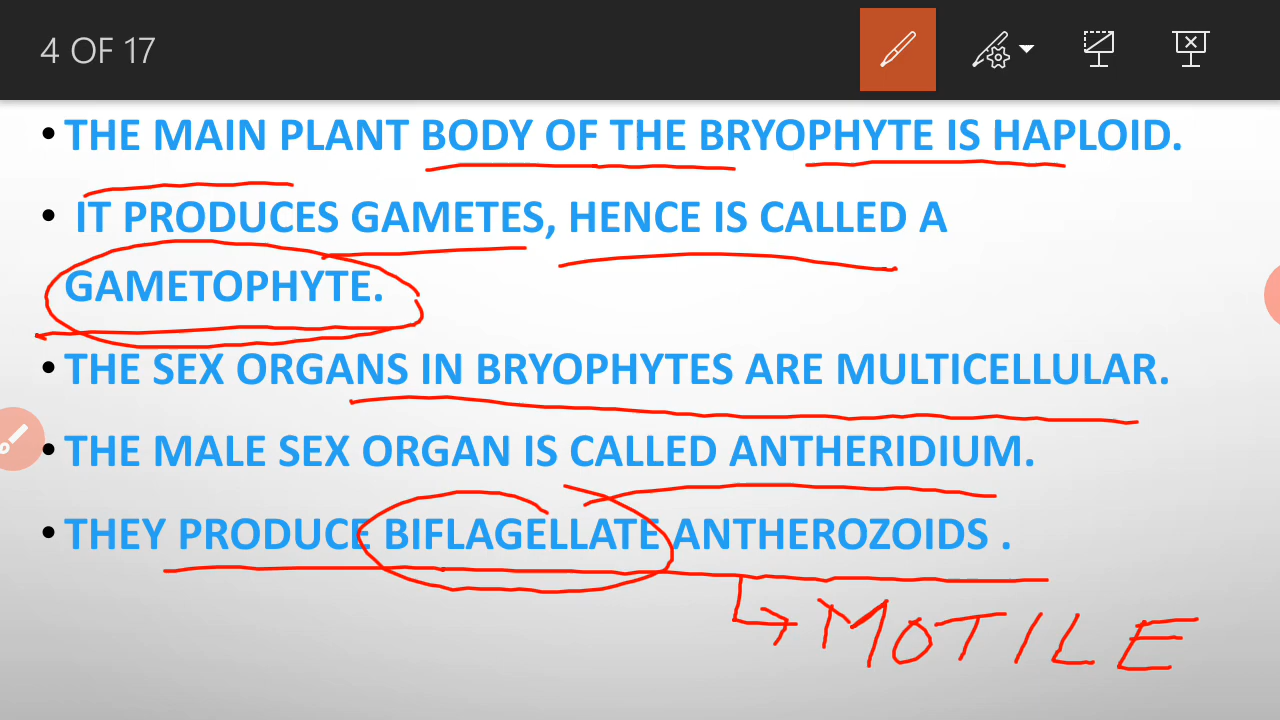 4 OF 17
• THE MAIN PLANT BODY OF THE BRYOPHYTE IS HAPLOID.
• IT PRODUCES GAMETES, HENCE IS CALLED A
GAMETOPHYTE.
• THE SEX ORGANS IN BRYOPHYTES ARE MULTICELLULAR.
• THE MALE SEX ORGAN IS CALLED ANTHERIDIUM.
• THEY PRODUCE BIFLAGELLATE ANTHEROZOIDS .
MOTILE